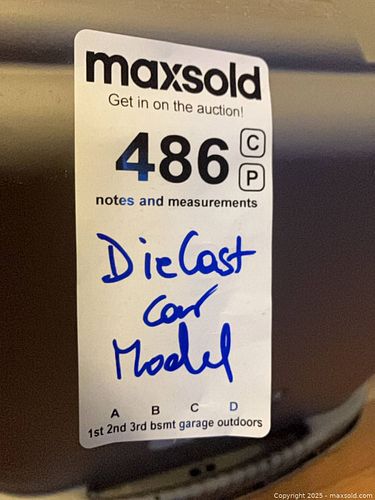 maxsold
Get in on the auction!
486 C
P
notes and measurements
DieCast
car
Model
A B C D
1st 2nd 3rd bsmt garage outdoors
Copyright 2025 - maxsold.com